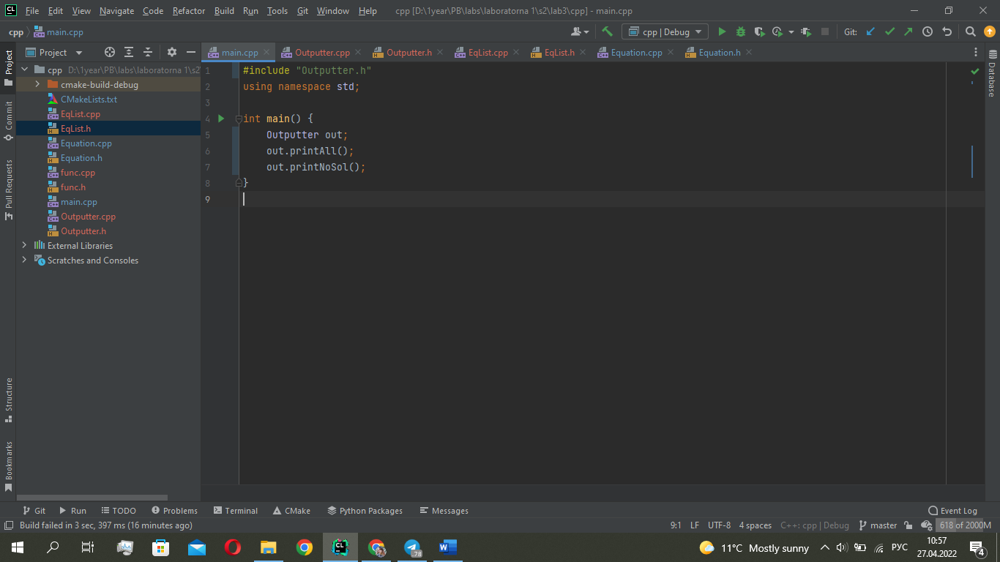 File Edit View Navigate Code Refactor Build Run Tools Git Window Help cpp [D:\1year\PB\labs\laboratorna 1\s2\lab3\cpp] - main.cpp
cpp main.cpp cpp | Debug Git:
Project
main.cpp Outputter.cpp Outputter.h EqList.cpp EqList.h Equation.cpp Equation.h
cpp D:\1year\PB\labs\laboratorna 1\s2\
cmake-build-debug
CMakeLists.txt
EqList.cpp
EqList.h
Equation.cpp
Equation.h
func.cpp
func.h
main.cpp
Outputter.cpp
Outputter.h
External Libraries
Scratches and Consoles
1 #include "Outputter.h"
2 using namespace std;
3
4 int main() {
5 Outputter out;
6 out.printAll();
7 out.printNoSol();
8 }
9
Project
Commit
Pull Requests
Structure
Bookmarks
Database
Git Run TODO Problems Terminal CMake Python Packages Messages Event Log
Build failed in 3 sec, 397 ms (16 minutes ago) 9:1 LF UTF-8 4 spaces C++: cpp | Debug master 618 of 2000M
11°C Mostly sunny РУС 10:57
27.04.2022
4
78